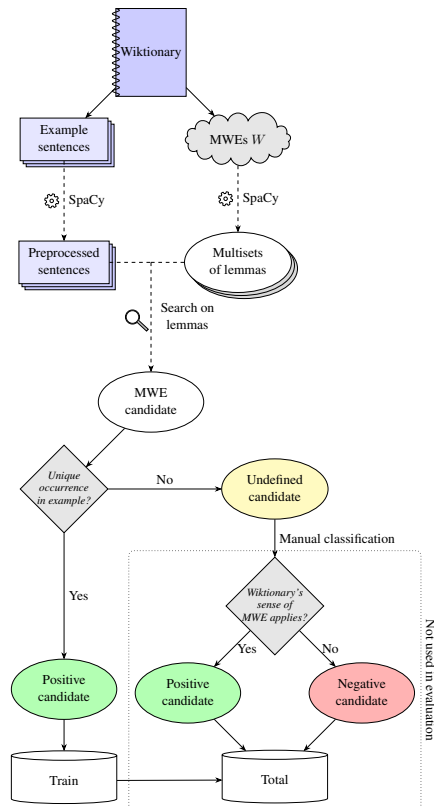 Wiktionary
Example
sentences
MWEs W
SpaCy
SpaCy
Preprocessed
sentences
Multisets
of lemmas
Search on
lemmas
MWE
candidate
Unique
occurrence
in example?
No
Undefined
candidate
Manual classification
Yes
Wiktionary's
sense of
MWE applies?
Yes
No
Not used in evaluation
Positive
candidate
Positive
candidate
Negative
candidate
Train
Total